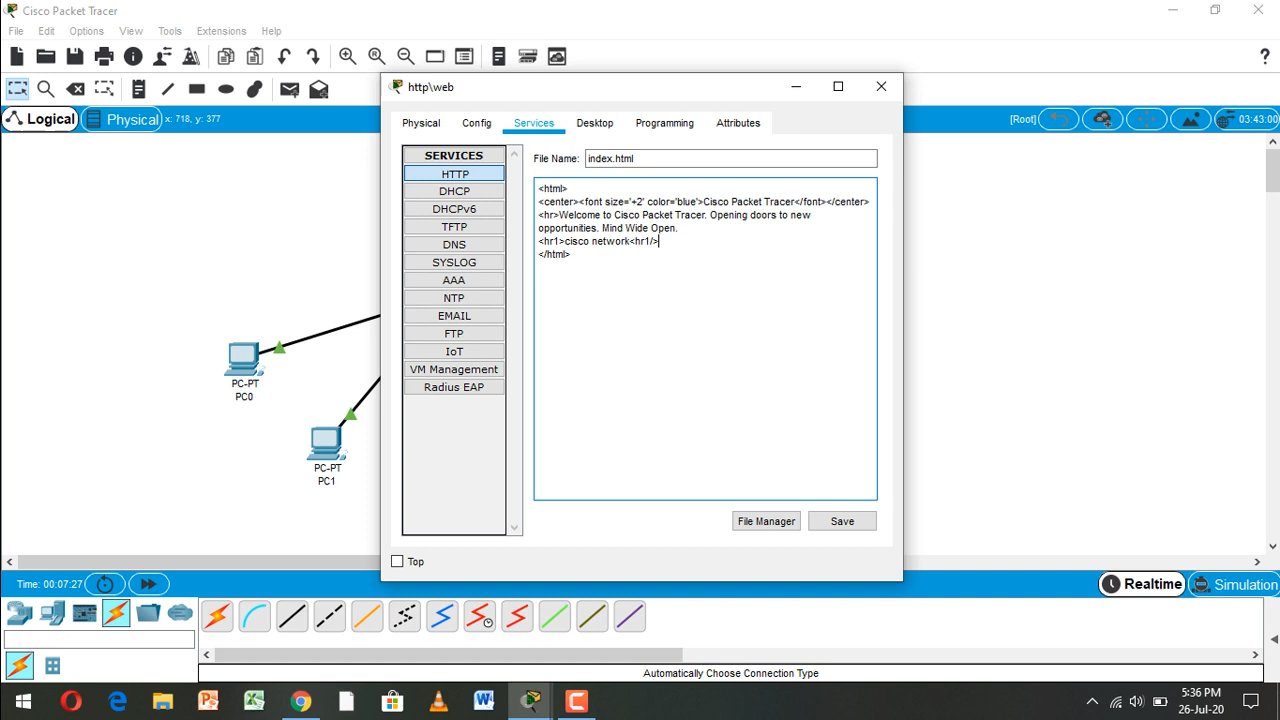 Cisco Packet Tracer
File Edit Options View Tools Extensions Help
Logical Physical x: 718, y: 377 [Root] 03:43:00
http\web
Physical Config Services Desktop Programming Attributes
SERVICES
HTTP
DHCP
DHCPv6
TFTP
DNS
SYSLOG
AAA
NTP
EMAIL
FTP
IoT
VM Management
Radius EAP
File Name: index.html
<html>
<center><font size='+2' color='blue'>Cisco Packet Tracer</font></center>
<hr>Welcome to Cisco Packet Tracer. Opening doors to new
opportunities. Mind Wide Open.
<hr1>cisco network<hr1/>
</html>
File Manager Save
Top
PC-PT
PC0
PC-PT
PC1
Time: 00:07:27 Realtime Simulation
Automatically Choose Connection Type
5:36 PM
26-Jul-20